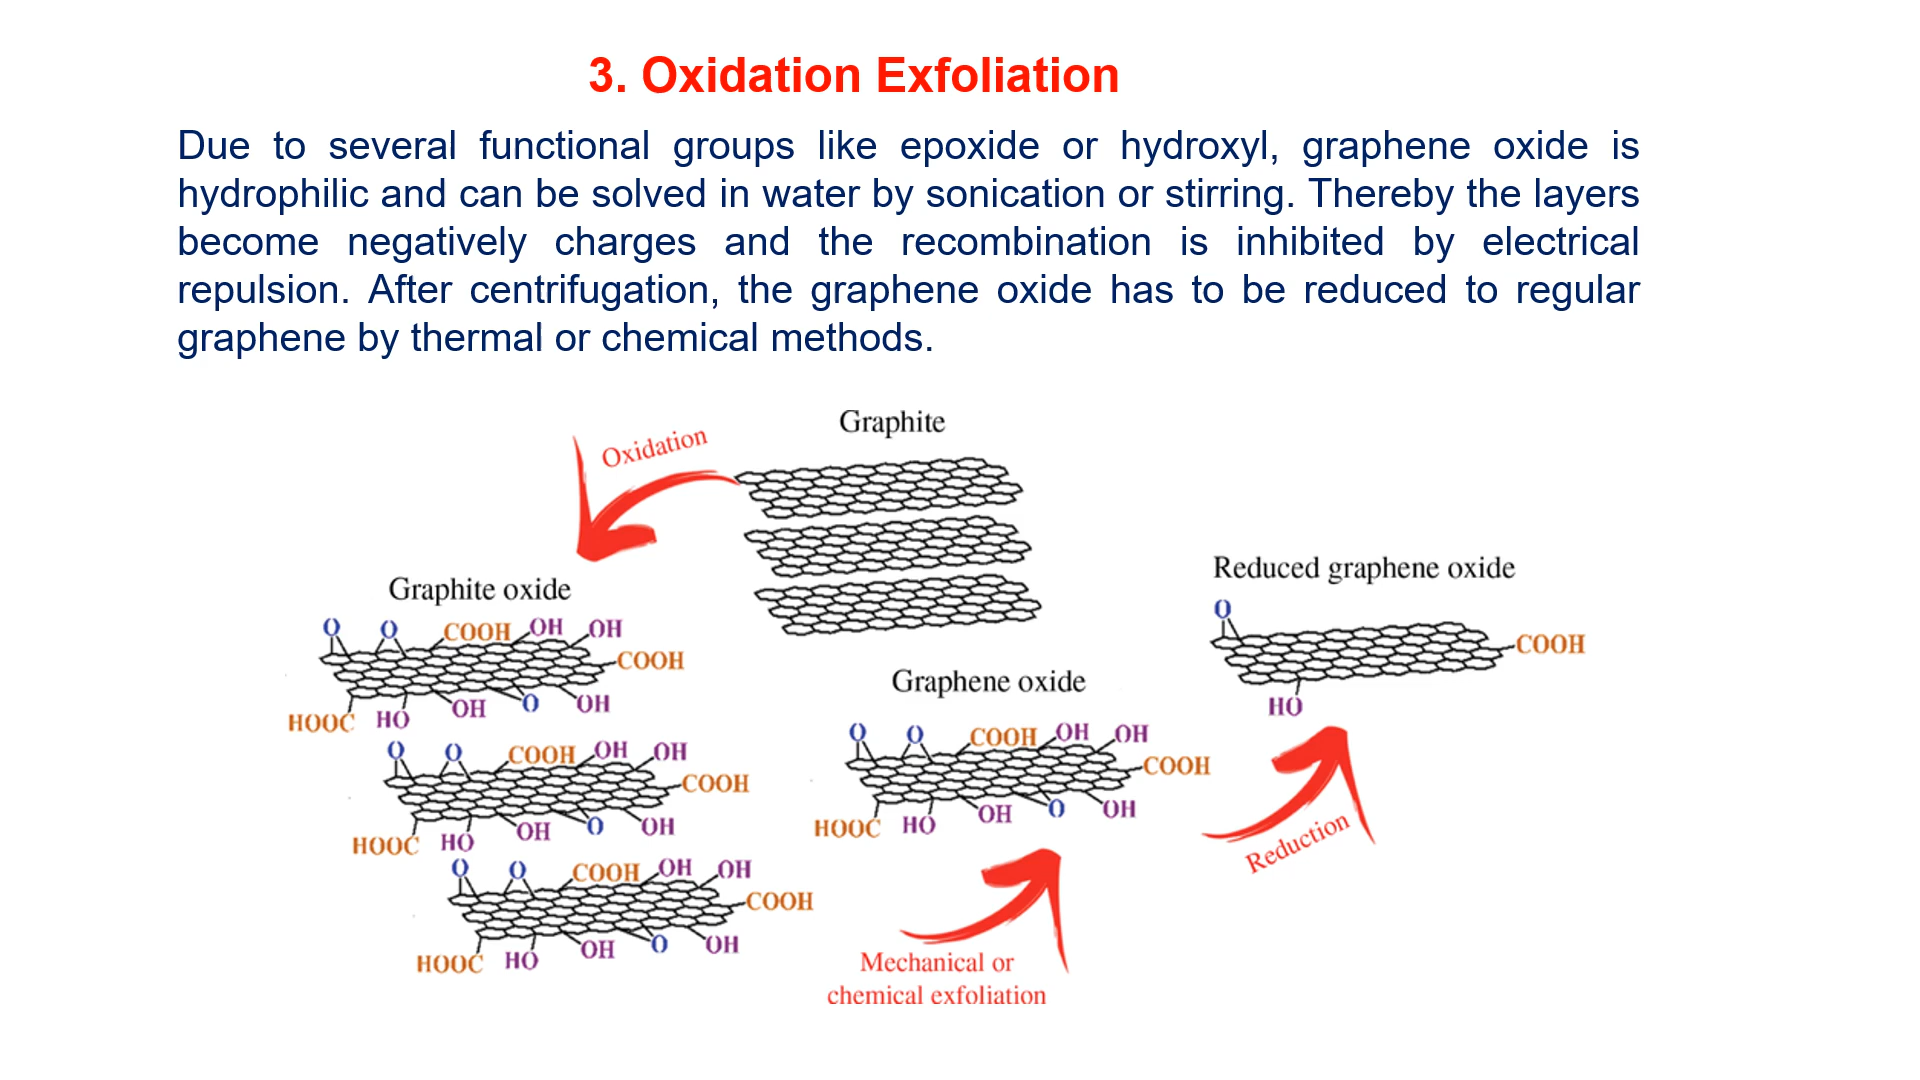 3. Oxidation Exfoliation
Due to several functional groups like epoxide or hydroxyl, graphene oxide is
hydrophilic and can be solved in water by sonication or stirring. Thereby the layers
become negatively charges and the recombination is inhibited by electrical
repulsion. After centrifugation, the graphene oxide has to be reduced to regular
graphene by thermal or chemical methods.
Graphite
Oxidation
Graphite oxide
O O COOH OH OH
COOH
HOOC HO OH O OH
O O COOH OH OH
COOH
HOOC HO OH O OH
O O COOH OH OH
COOH
HOOC HO OH O OH
Mechanical or
chemical exfoliation
Graphene oxide
O O COOH OH OH
COOH
HOOC HO OH O OH
Reduction
Reduced graphene oxide
O
COOH
HO